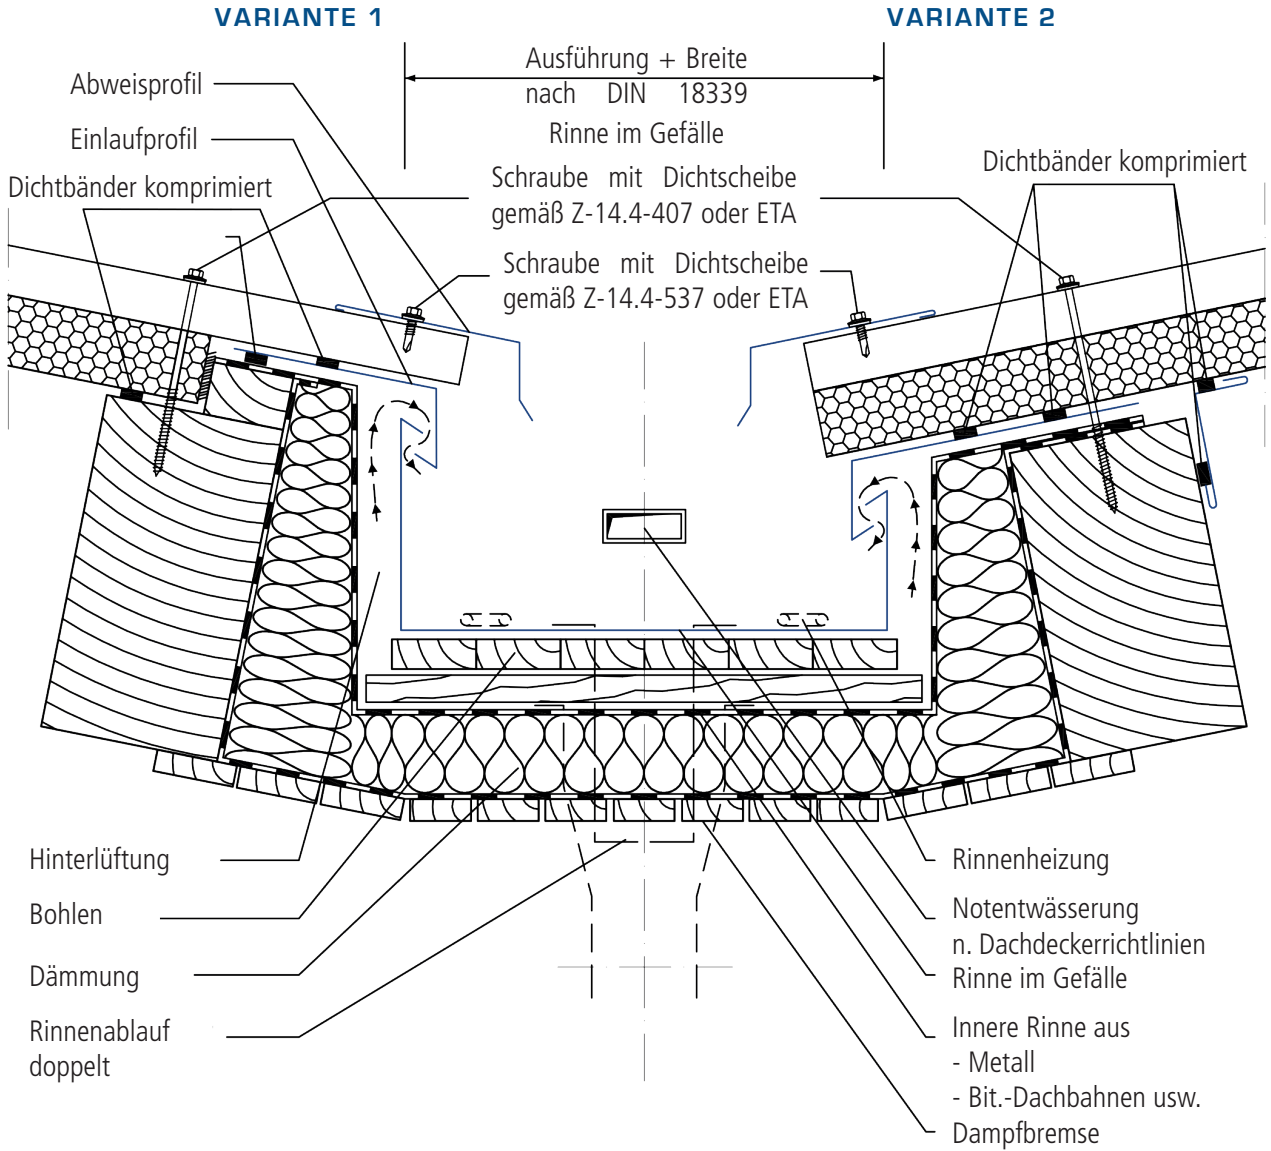 VARIANTE 1
VARIANTE 2
Ausführung + Breite
nach DIN 18339
Rinne im Gefälle
Abweisprofil
Einlaufprofil
Dichtbänder komprimiert
Schraube mit Dichtscheibe
gemäß Z-14.4-407 oder ETA
Schraube mit Dichtscheibe
gemäß Z-14.4-537 oder ETA
Dichtbänder komprimiert
Hinterlüftung
Bohlen
Dämmung
Rinnenablauf
doppelt
Rinnenheizung
Notentwässerung
n. Dachdeckerrichtlinien
Rinne im Gefälle
Innere Rinne aus
- Metall
- Bit.-Dachbahnen usw.
Dampfbremse